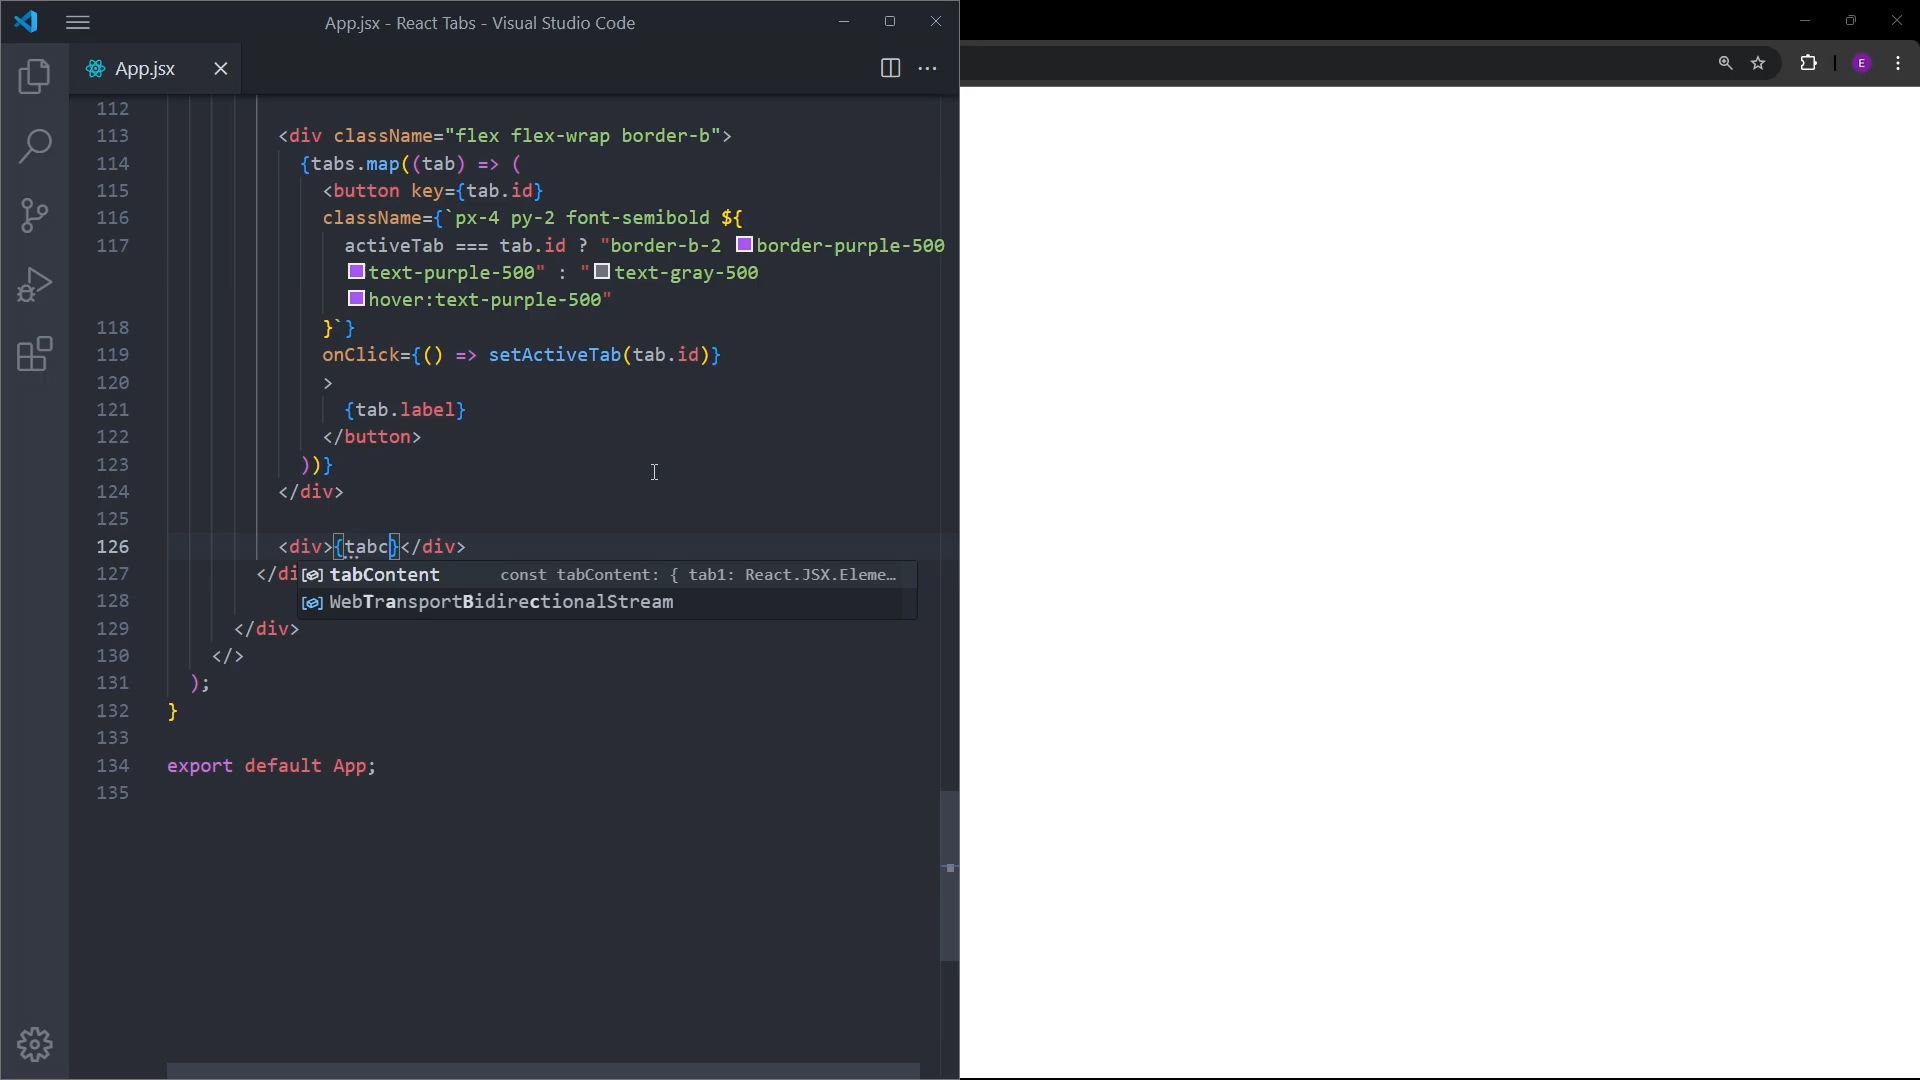 App.jsx - React Tabs - Visual Studio Code
App.jsx
E
112
113 <div className="flex flex-wrap border-b">
114 {tabs.map((tab) => (
115 <button key={tab.id}
116 className={`px-4 py-2 font-semibold ${
117 activeTab === tab.id ? "border-b-2 border-purple-500
text-purple-500" : "text-gray-500
hover:text-purple-500"
118 }`}
119 onClick={() => setActiveTab(tab.id)}
120 >
121 {tab.label}
122 </button>
123 ))}
124 </div>
125
126 <div>{tabc}</div>
127 </di
tabContent const tabContent: { tab1: React.JSX.Eleme…
128
WebTransportBidirectionalStream
129 </div>
130 </>
131 );
132 }
133
134 export default App;
135